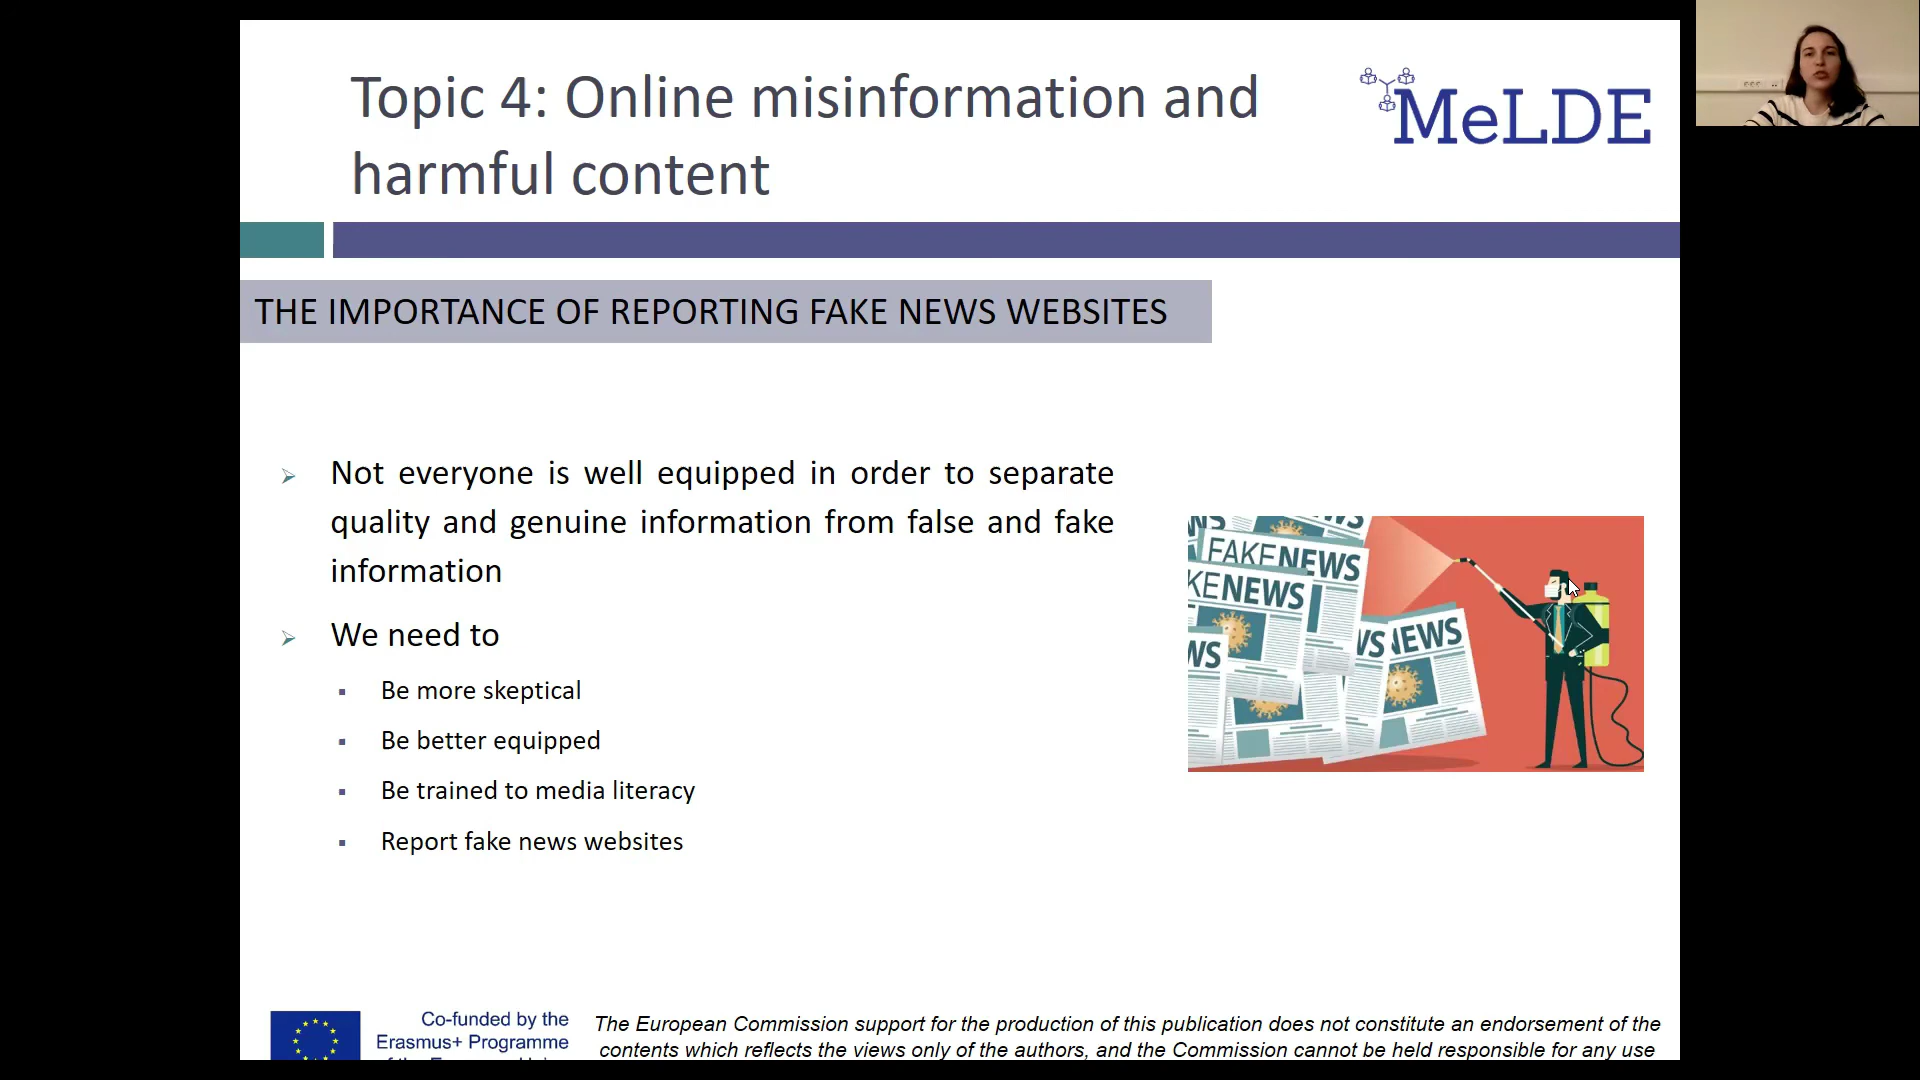 Topic 4: Online misinformation and
harmful content
MeLDE
THE IMPORTANCE OF REPORTING FAKE NEWS WEBSITES
Not everyone is well equipped in order to separate
quality and genuine information from false and fake
information
We need to
Be more skeptical
Be better equipped
Be trained to media literacy
Report fake news websites
WS
WS
FAKE NEWS
KENEWS
WS
WS
NEWS
Co-funded by the
Erasmus+ Programme
The European Commission support for the production of this publication does not constitute an endorsement of the
contents which reflects the views only of the authors, and the Commission cannot be held responsible for any use